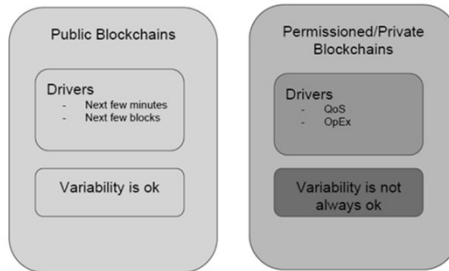 Public Blockchains
Drivers
- Next few minutes
- Next few blocks
Variability is ok
Permissioned/Private
Blockchains
Drivers
- QoS
- OpEx
Variability is not
always ok